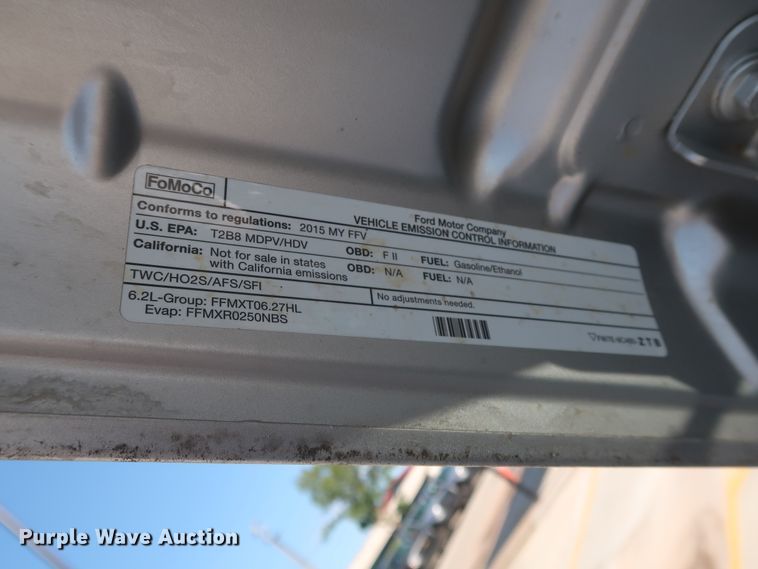 FoMoCo
Ford Motor Company
VEHICLE EMISSION CONTROL INFORMATION
Conforms to regulations: 2015 MY FFV
U.S. EPA: T2B8 MDPV/HDV OBD: F II FUEL: Gasoline/Ethanol
California: Not for sale in states with California emissions OBD: N/A FUEL: N/A
TWC/HO2S/AFS/SFI
No adjustments needed.
6.2L-Group: FFMXT06.27HL
Evap: FFMXR0250NBS
ZTB
Purple Wave Auction